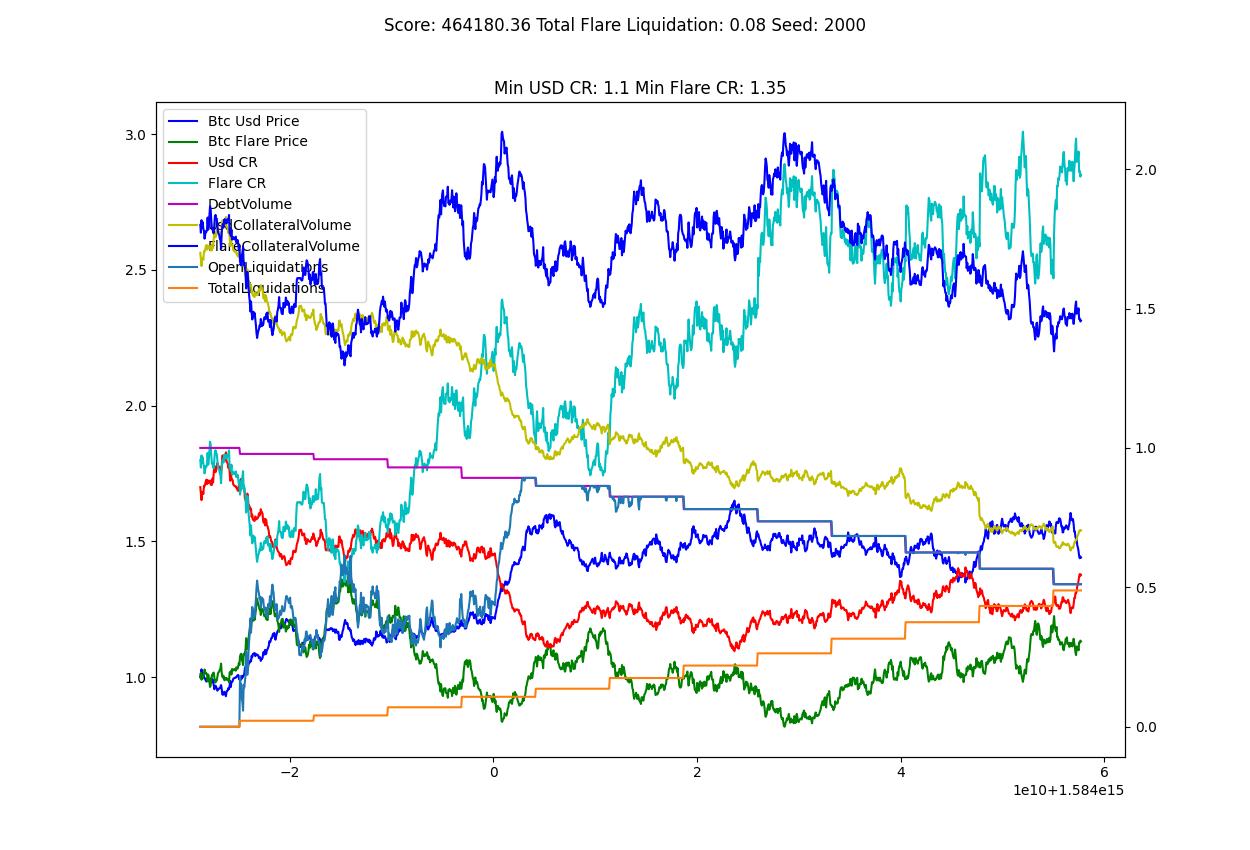 Score: 464180.36 Total Flare Liquidation: 0.08 Seed: 2000
Min USD CR: 1.1 Min Flare CR: 1.35
Btc Usd Price
Btc Flare Price
Usd CR
Flare CR
DebtVolume
UsdCollateralVolume
FlareCollateralVolume
OpenLiquidations
TotalLiquidations
3.0
2.5
2.0
1.5
1.0
2.0
1.5
1.0
0.5
0.0
−2
0
2
4
6
1e10+1.584e15